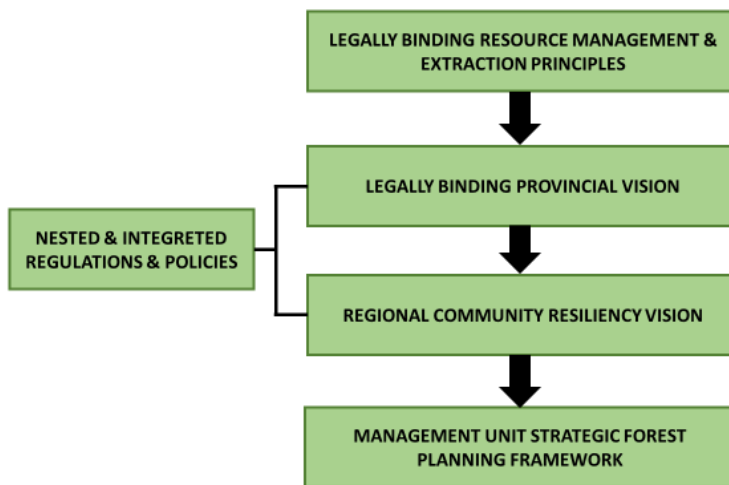 LEGALLY BINDING RESOURCE MANAGEMENT &
EXTRACTION PRINCIPLES
LEGALLY BINDING PROVINCIAL VISION
NESTED & INTEGRETED
REGULATIONS & POLICIES
REGIONAL COMMUNITY RESILIENCY VISION
MANAGEMENT UNIT STRATEGIC FOREST
PLANNING FRAMEWORK